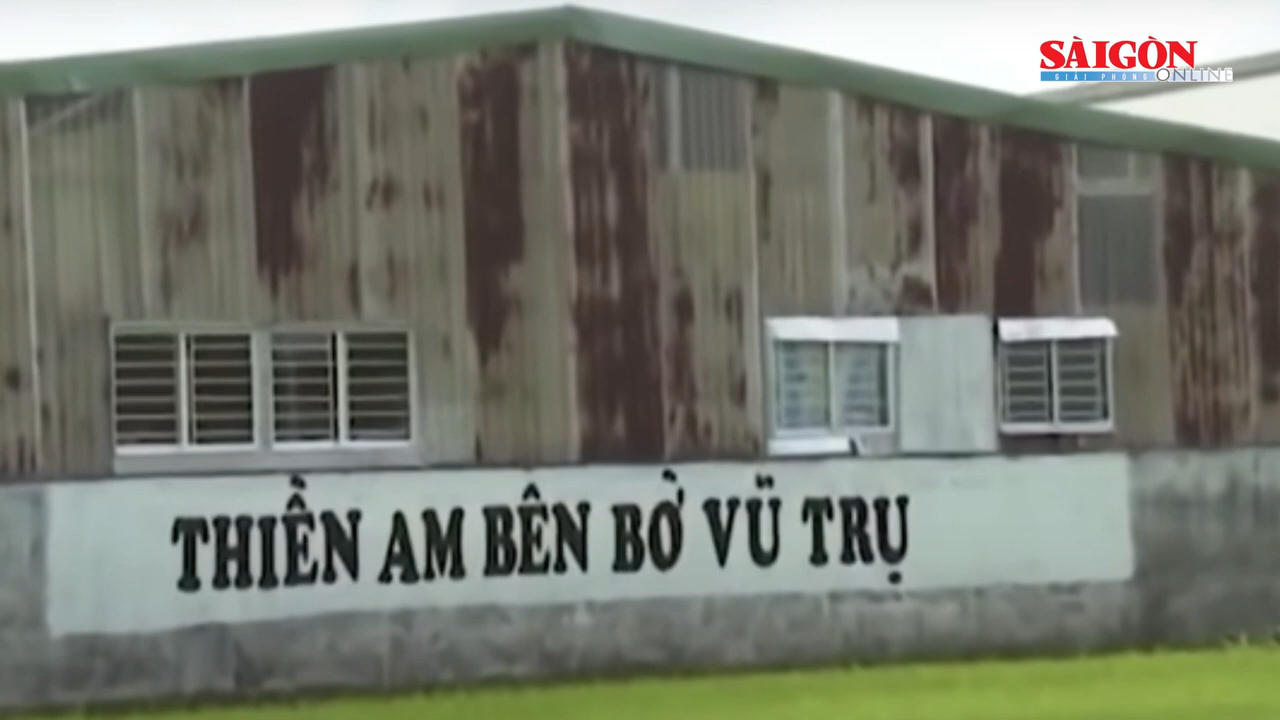 SÀIGÒN
GIẢI PHÓNG ONLINE
THIỀN AM BÊN BỜ VŨ TRỤ